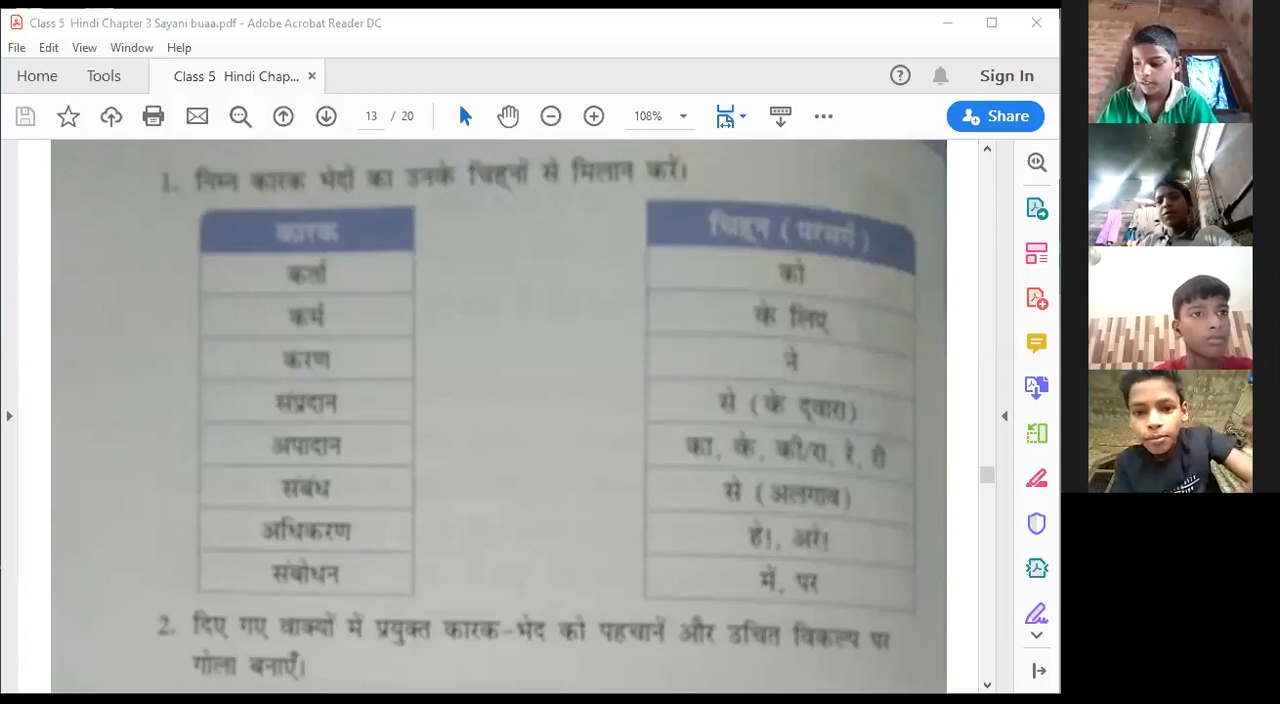 Class 5 Hindi Chapter 3 Sayani buaa.pdf - Adobe Acrobat Reader DC
File Edit View Window Help
Home Tools Class 5 Hindi Chap... × Sign In
13 / 20 108% Share
1. निम्न कारक भेदों का उनके चिह्नों से मिलान करें।
कारक चिह्न (परसर्ग)
कर्ता को
कर्म के लिए
करण ने
संप्रदान से (के द्वारा)
अपादान का, के, की/रा, रे, री
संबंध से (अलगाव)
अधिकरण हे!, अरे!
संबोधन में, पर
2. दिए गए वाक्यों में प्रयुक्त कारक-भेद को पहचानें और उचित विकल्प पर
गोला बनाएँ।